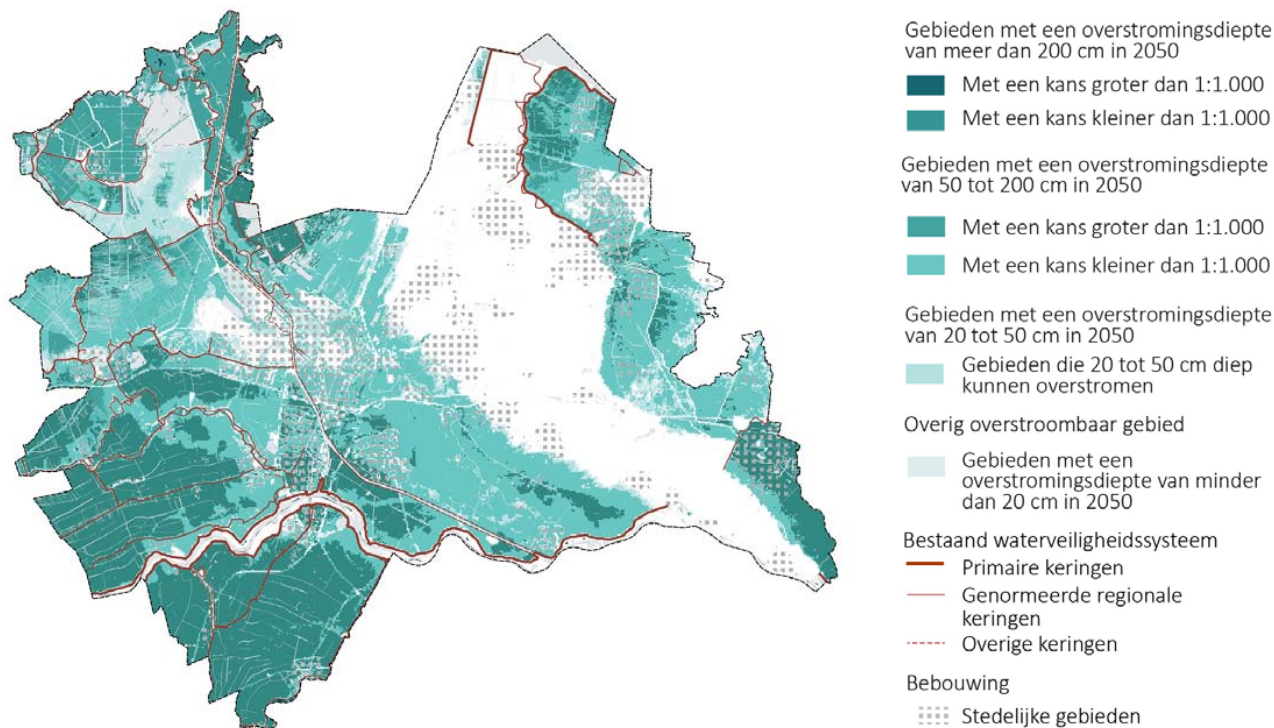 Gebieden met een overstromingsdiepte
van meer dan 200 cm in 2050
Met een kans groter dan 1:1.000
Met een kans kleiner dan 1:1.000
Gebieden met een overstromingsdiepte
van 50 tot 200 cm in 2050
Met een kans groter dan 1:1.000
Met een kans kleiner dan 1:1.000
Gebieden met een overstromingsdiepte
van 20 tot 50 cm in 2050
Gebieden die 20 tot 50 cm diep
kunnen overstromen
Overig overstroombaar gebied
Gebieden met een
overstromingsdiepte van minder
dan 20 cm in 2050
Bestaand waterveiligheidssysteem
Primaire keringen
Genormeerde regionale
keringen
Overige keringen
Bebouwing
Stedelijke gebieden